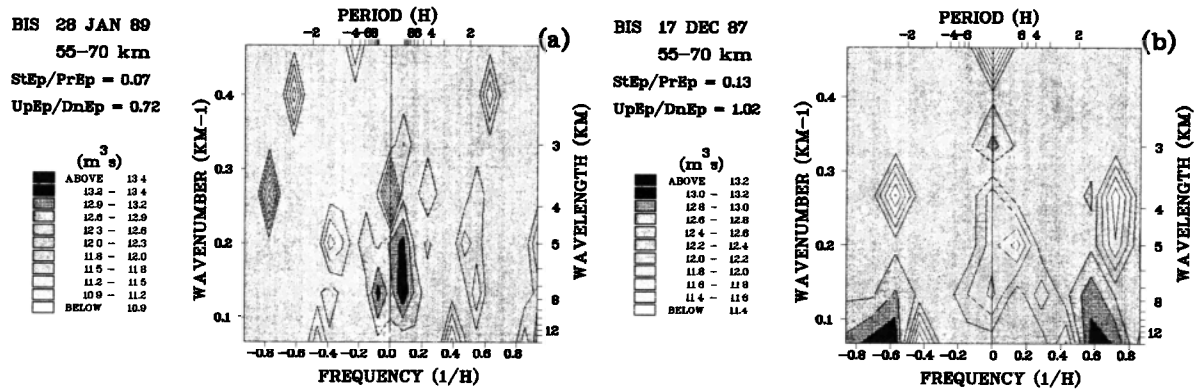 BIS 28 JAN 89
55-70 km
StEp/PrEp = 0.07
UpEp/DnEp = 0.72
(m³s)
ABOVE 13.4
13.2 - 13.4
12.9 - 13.2
12.6 - 12.9
12.3 - 12.6
12.0 - 12.3
11.8 - 12.0
11.5 - 11.8
11.2 - 11.5
10.9 - 11.2
BELOW 10.9
PERIOD (H)
(a)
-2 -4 4 2
WAVENUMBER (KM-1)
0.4
0.3
0.2
0.1
3
4
5
8
12
WAVELENGTH (KM)
-0.8 -0.6 -0.4 -0.2 0 0.2 0.4 0.6 0.8
FREQUENCY (1/H)
BIS 17 DEC 87
55-70 km
StEp/PrEp = 0.13
UpEp/DnEp = 1.02
(m³s)
ABOVE 13.2
13.0 - 13.2
12.8 - 13.0
12.6 - 12.8
12.4 - 12.6
12.2 - 12.4
12.0 - 12.2
11.8 - 12.0
11.6 - 11.8
11.4 - 11.6
BELOW 11.4
PERIOD (H)
(b)
-2 -4 -6 6 4 2
WAVENUMBER (KM-1)
0.4
0.3
0.2
0.1
3
4
5
8
12
WAVELENGTH (KM)
-0.8 -0.6 -0.4 -0.2 0 0.2 0.4 0.6 0.8
FREQUENCY (1/H)